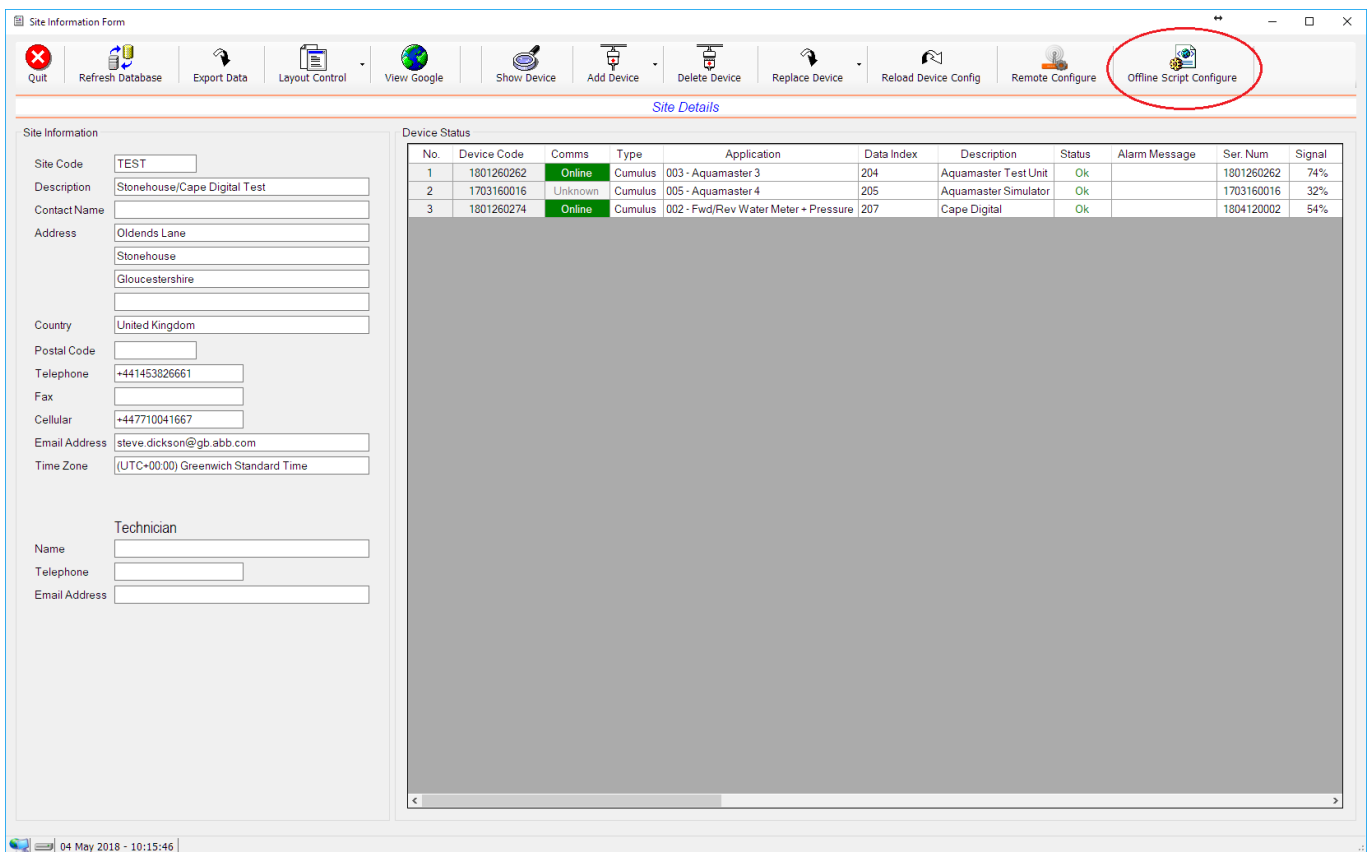 Site Information Form
Quit Refresh Database Export Data Layout Control View Google Show Device Add Device Delete Device Replace Device Reload Device Config Remote Configure Offline Script Configure
Site Details
Site Information
Site Code TEST
Description Stonehouse/Cape Digital Test
Contact Name
Address Oldends Lane
Stonehouse
Gloucestershire
Country United Kingdom
Postal Code
Telephone +441453826661
Fax
Cellular +447710041667
Email Address steve.dickson@gb.abb.com
Time Zone (UTC+00:00) Greenwich Standard Time
Technician
Name
Telephone
Email Address
Device Status
No. Device Code Comms Type Application Data Index Description Status Alarm Message Ser. Num Signal
1 1801260262 Online Cumulus 003 - Aquamaster 3 204 Aquamaster Test Unit Ok 1801260262 74%
2 1703160016 Unknown Cumulus 005 - Aquamaster 4 205 Aquamaster Simulator Ok 1703160016 32%
3 1801260274 Online Cumulus 002 - Fwd/Rev Water Meter + Pressure 207 Cape Digital Ok 1804120002 54%
04 May 2018 - 10:15:46